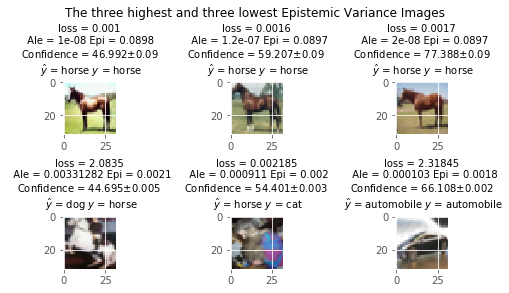 The three highest and three lowest Epistemic Variance Images
loss = 0.001
Ale = 1e-08 Epi = 0.0898
Confidence = 46.992±0.09
ŷ = horse y = horse
0
20
0 25
loss = 0.0016
Ale = 1.2e-07 Epi = 0.0897
Confidence = 59.207±0.09
ŷ = horse y = horse
0
20
0 25
loss = 0.0017
Ale = 2e-08 Epi = 0.0897
Confidence = 77.388±0.09
ŷ = horse y = horse
0
20
0 25
loss = 2.0835
Ale = 0.00331282 Epi = 0.0021
Confidence = 44.695±0.005
ŷ = dog y = horse
0
20
0 25
loss = 0.002185
Ale = 0.000911 Epi = 0.002
Confidence = 54.401±0.003
ŷ = horse y = cat
0
20
0 25
loss = 2.31845
Ale = 0.000103 Epi = 0.0018
Confidence = 66.108±0.002
ŷ = automobile y = automobile
0
20
0 25